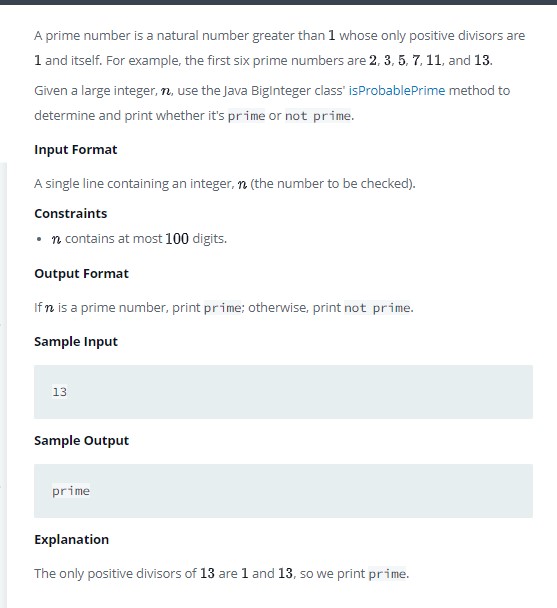 A prime number is a natural number greater than 1 whose only positive divisors are
1 and itself. For example, the first six prime numbers are 2, 3, 5, 7, 11, and 13.
Given a large integer, n, use the Java BigInteger class' isProbablePrime method to
determine and print whether it's prime or not prime.
Input Format
A single line containing an integer, n (the number to be checked).
Constraints
• n contains at most 100 digits.
Output Format
If n is a prime number, print prime; otherwise, print not prime.
Sample Input
13
Sample Output
prime
Explanation
The only positive divisors of 13 are 1 and 13, so we print prime.